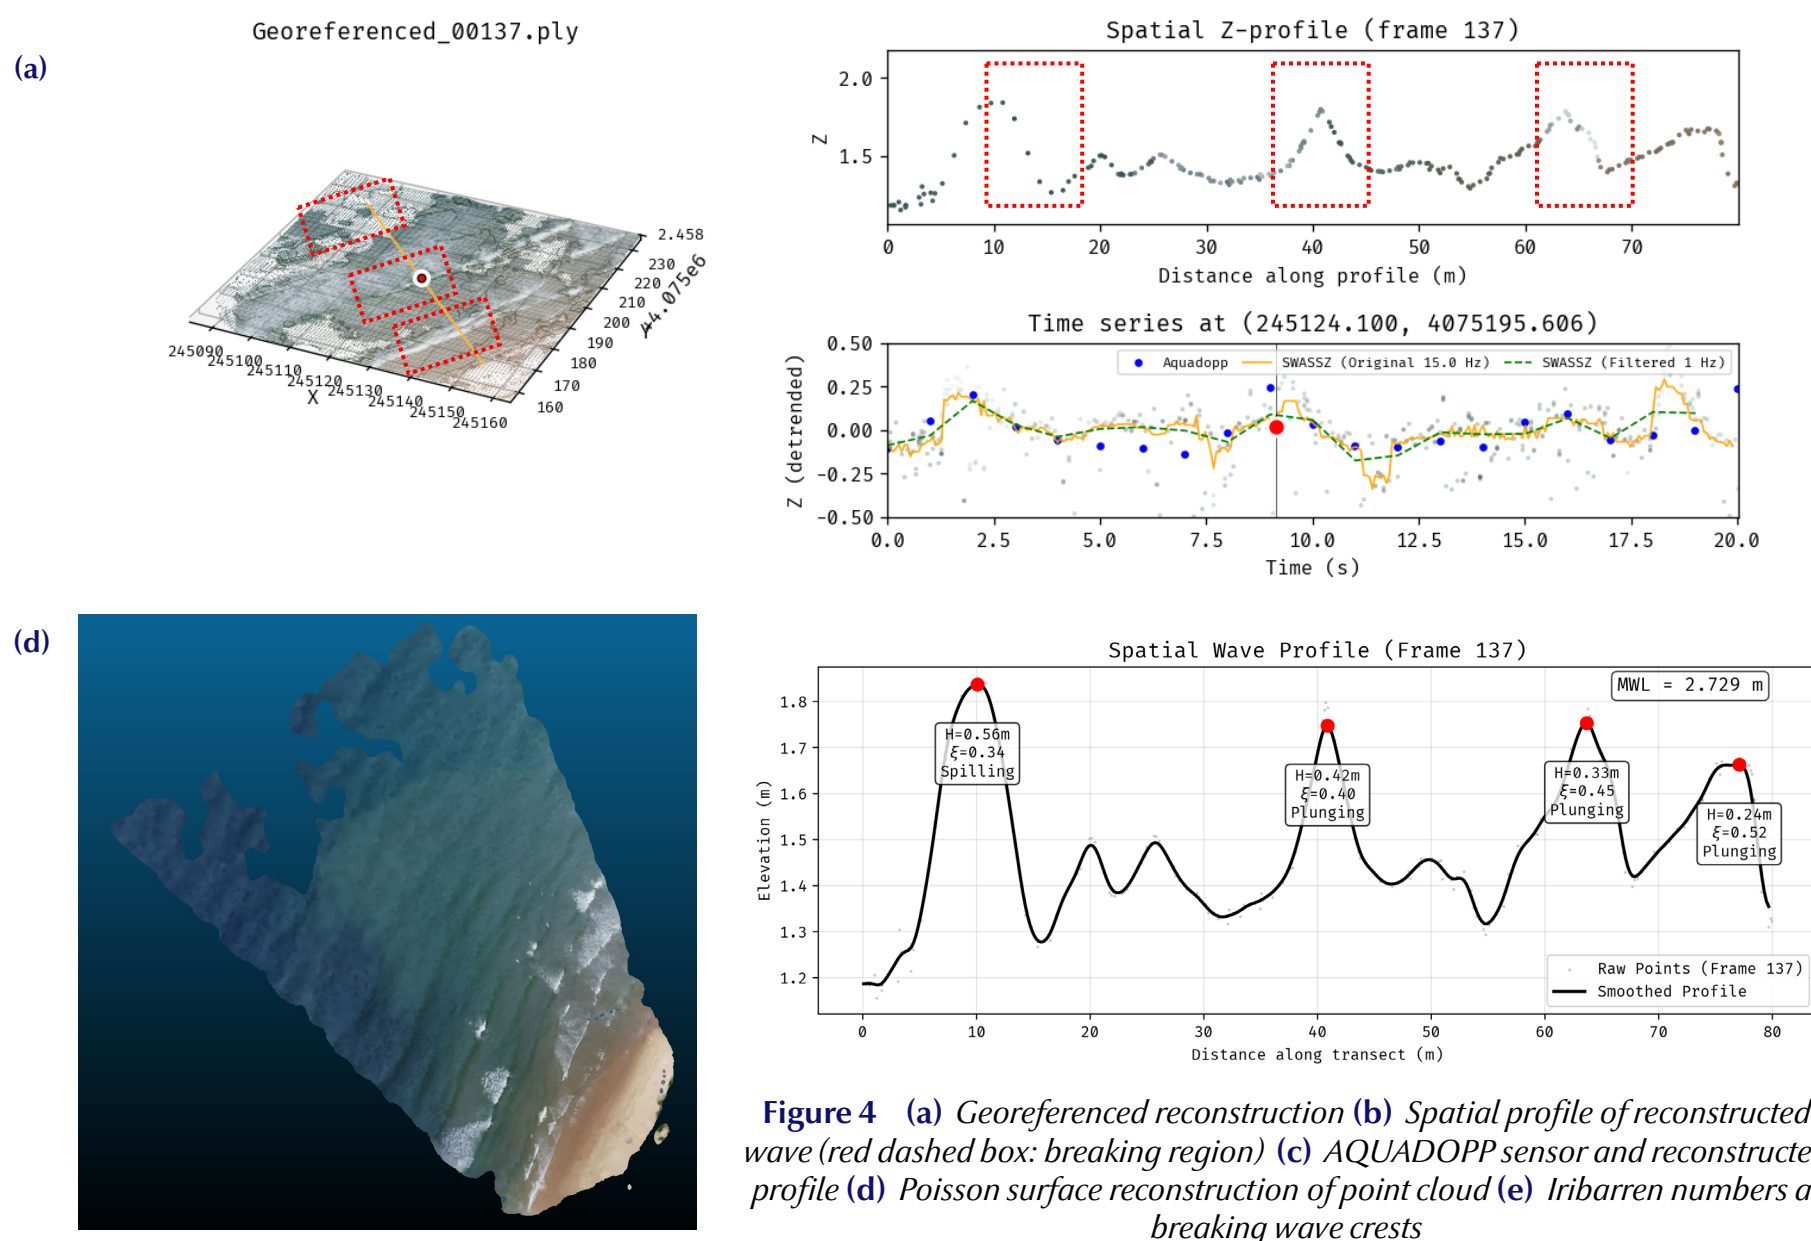 Georeferenced_00137.ply
(a)
2.458
230
220
210
200
190
180
170
160
y4.075e6
245090
245100
245110
245120
245130
245140
245150
245160
X
Spatial Z-profile (frame 137)
2.0
1.5
Z
0 10 20 30 40 50 60 70
Distance along profile (m)
Time series at (245124.100, 4075195.606)
Aquadopp SWASSZ (Original 15.0 Hz) SWASSZ (Filtered 1 Hz)
0.50
0.25
0.00
-0.25
-0.50
Z (detrended)
0.0 2.5 5.0 7.5 10.0 12.5 15.0 17.5 20.0
Time (s)
(d)
Spatial Wave Profile (Frame 137)
MWL = 2.729 m
1.8
1.7
1.6
1.5
1.4
1.3
1.2
Elevation (m)
H=0.56m
ξ=0.34
Spilling
H=0.42m
ξ=0.40
Plunging
H=0.33m
ξ=0.45
Plunging
H=0.24m
ξ=0.52
Plunging
Raw Points (Frame 137)
Smoothed Profile
0 10 20 30 40 50 60 70 80
Distance along transect (m)
Figure 4 (a) Georeferenced reconstruction (b) Spatial profile of reconstructed
wave (red dashed box: breaking region) (c) AQUADOPP sensor and reconstructe
profile (d) Poisson surface reconstruction of point cloud (e) Iribarren numbers a
breaking wave crests